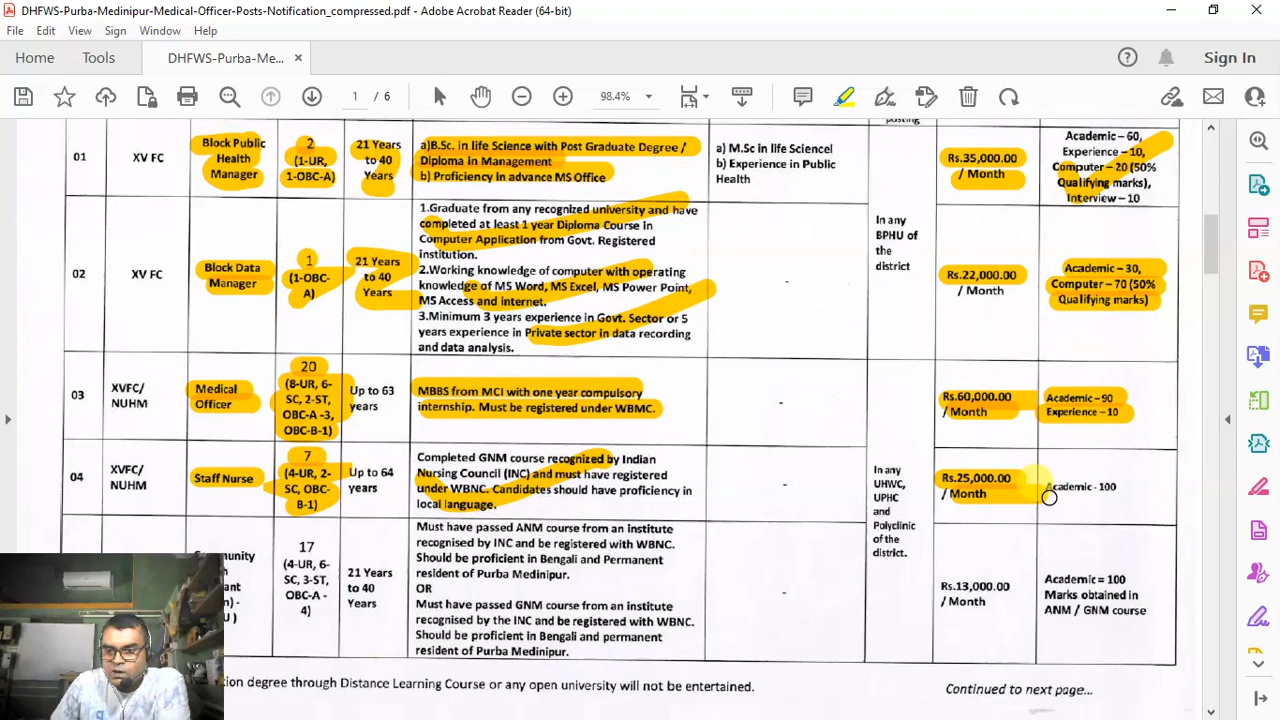 DHFWS-Purba-Medinipur-Medical-Officer-Posts-Notification_compressed.pdf - Adobe Acrobat Reader (64-bit)
File Edit View Sign Window Help
Home Tools DHFWS-Purba-Me... × Sign In
1 / 6 98.4%
posting
01
XV FC
Block Public
Health
Manager
2
(1-UR,
1-OBC-A)
21 Years
to 40
Years
a)B.Sc. in life Science with Post Graduate Degree /
Diploma in Management
b) Proficiency in advance MS Office
a) M.Sc in life Sciencel
b) Experience in Public
Health
Rs.35,000.00
/ Month
Academic – 60,
Experience – 10,
Computer – 20 (50%
Qualifying marks),
Interview – 10
02
XV FC
Block Data
Manager
1
(1-OBC-
A)
21 Years
to 40
Years
1.Graduate from any recognized university and have
completed at least 1 year Diploma Course in
Computer Application from Govt. Registered
institution.
2.Working knowledge of computer with operating
knowledge of MS Word, MS Excel, MS Power Point,
MS Access and internet.
3.Minimum 3 years experience in Govt. Sector or 5
years experience in Private sector in data recording
and data analysis.
-
In any
BPHU of
the
district
Rs.22,000.00
/ Month
Academic – 30,
Computer – 70 (50%
Qualifying marks)
03
XVFC/
NUHM
Medical
Officer
20
(8-UR, 6-
SC, 2-ST,
OBC-A -3,
OBC-B-1)
Up to 63
years
MBBS from MCI with one year compulsory
internship. Must be registered under WBMC.
-
Rs.60,000.00
/ Month
Academic – 90
Experience – 10
04
XVFC/
NUHM
Staff Nurse
7
(4-UR, 2-
SC, OBC-
B-1)
Up to 64
years
Completed GNM course recognized by Indian
Nursing Council (INC) and must have registered
under WBNC. Candidates should have proficiency in
local language.
-
In any
UHWC,
UPHC
and
Polyclinic
of the
district.
Rs.25,000.00
/ Month
Academic - 100
17
(4-UR, 6-
SC, 3-ST,
OBC-A -
4)
21 Years
to 40
Years
Must have passed ANM course from an institute
recognised by INC and be registered with WBNC.
Should be proficient in Bengali and Permanent
resident of Purba Medinipur.
OR
Must have passed GNM course from an institute
recognised by the INC and be registered with WBNC.
Should be proficient in Bengali and permanent
resident of Purba Medinipur.
-
Rs.13,000.00
/ Month
Academic = 100
Marks obtained in
ANM / GNM course
degree through Distance Learning Course or any open university will not be entertained.
Continued to next page...